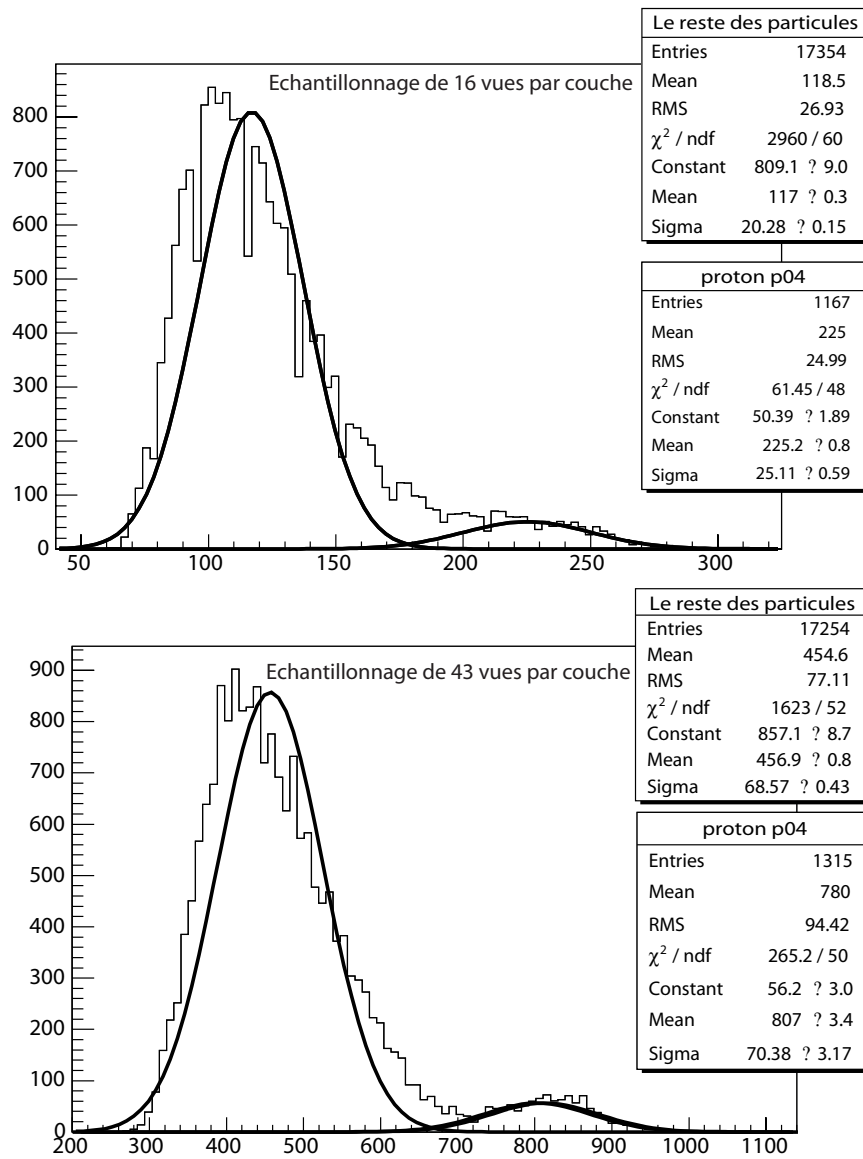 Le reste des particules
Entries 17354
Mean 118.5
RMS 26.93
χ² / ndf 2960 / 60
Constant 809.1 ? 9.0
Mean 117 ? 0.3
Sigma 20.28 ? 0.15
Echantillonnage de 16 vues par couche
proton p04
Entries 1167
Mean 225
RMS 24.99
χ² / ndf 61.45 / 48
Constant 50.39 ? 1.89
Mean 225.2 ? 0.8
Sigma 25.11 ? 0.59
800
700
600
500
400
300
200
100
0
50 100 150 200 250 300
Le reste des particules
Entries 17254
Mean 454.6
RMS 77.11
χ² / ndf 1623 / 52
Constant 857.1 ? 8.7
Mean 456.9 ? 0.8
Sigma 68.57 ? 0.43
Echantillonnage de 43 vues par couche
proton p04
Entries 1315
Mean 780
RMS 94.42
χ² / ndf 265.2 / 50
Constant 56.2 ? 3.0
Mean 807 ? 3.4
Sigma 70.38 ? 3.17
900
800
700
600
500
400
300
200
100
0
200 300 400 500 600 700 800 900 1000 1100